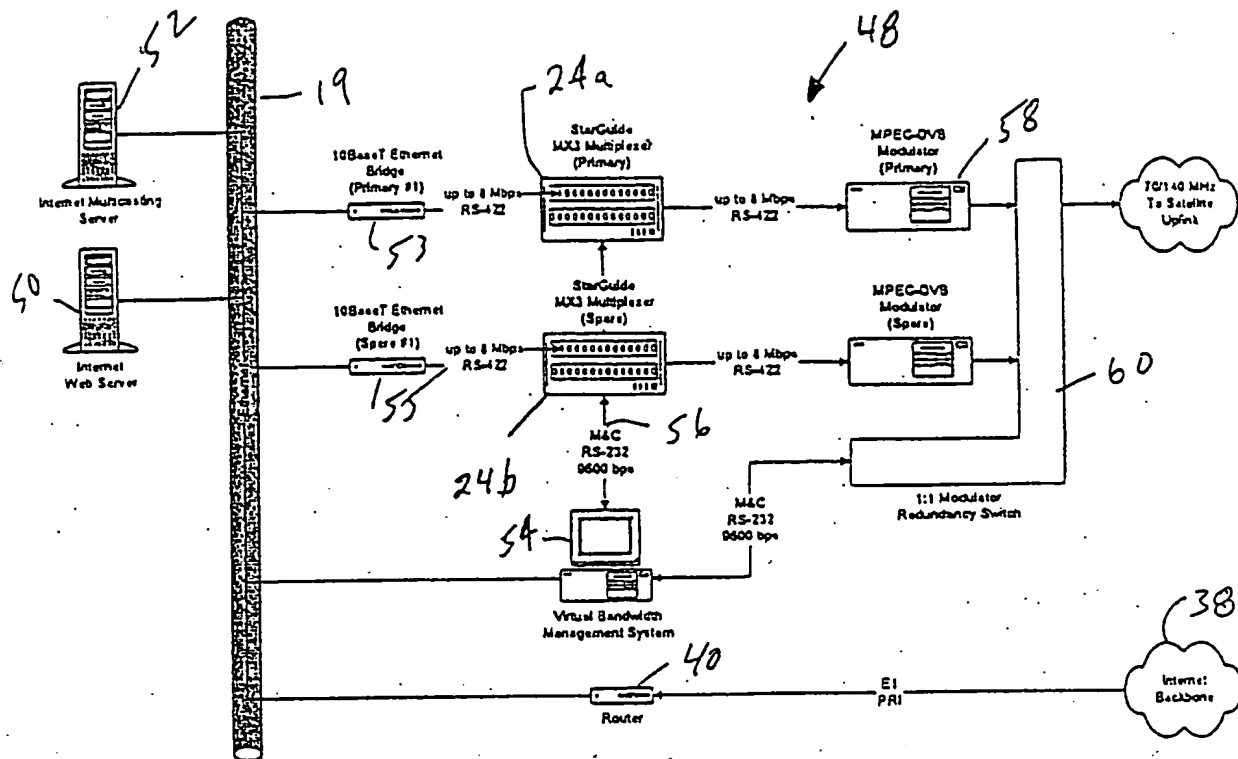 52
48
19
24a
58
StarGuide
MX3 Multiplexer
(Primary)
MPEG-DVB
Modulator
(Primary)
10BaseT Ethernet
Bridge
(Primary #1)
up to 8 Mbps
RS-422
up to 8 Mbps
RS-422
70/140 MHz
To Satellite
Uplink
Internet Multicasting
Server
53
50
StarGuide
MX3 Multiplexer
(Spare)
MPEG-DVB
Modulator
(Spare)
10BaseT Ethernet
Bridge
(Spare #1)
up to 8 Mbps
RS-422
up to 8 Mbps
RS-422
Internet
Web Server
55
60
56
24b
M&C
RS-232
9600 bps
1:1 Modulator
Redundancy Switch
M&C
RS-232
9600 bps
54
Virtual Bandwidth
Management System
38
40
E1
PRI
Internet
Backbone
Router